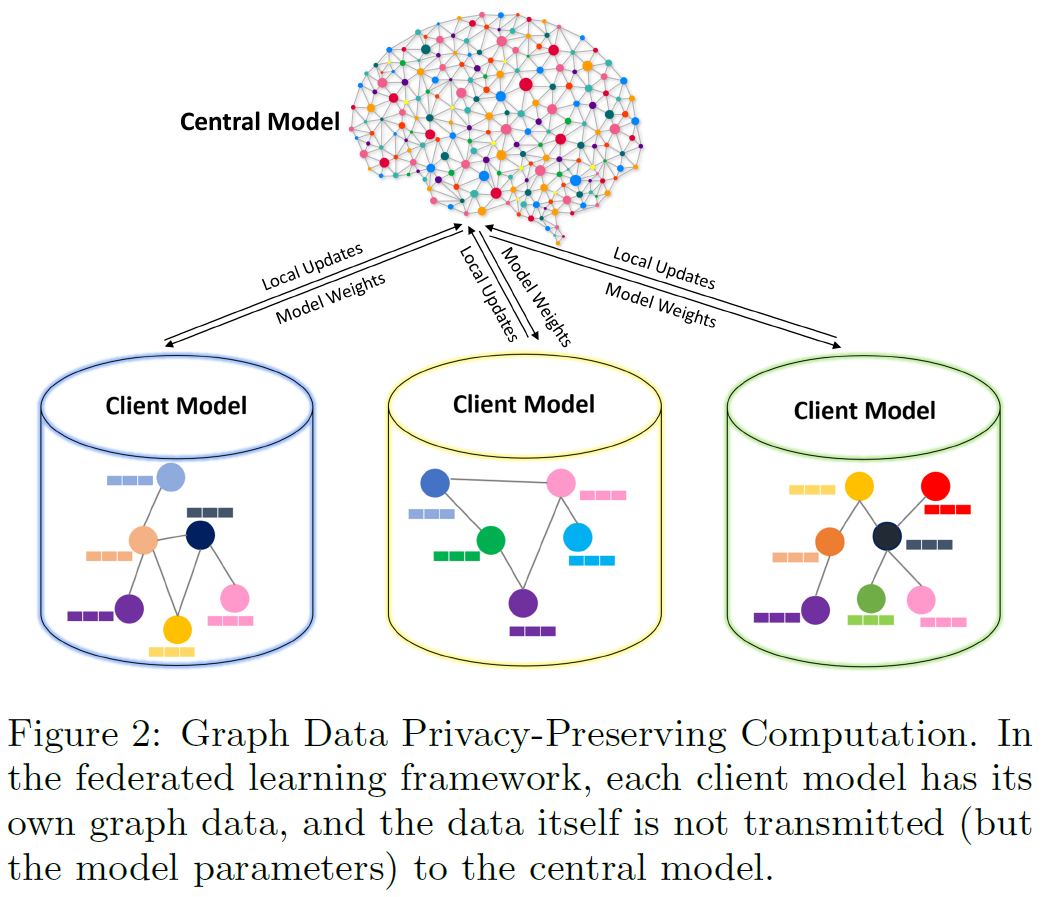 Central Model
Local Updates
Model Weights
Local Updates
Model Weights
Local Updates
Model Weights
Client Model
Client Model
Client Model
Figure 2: Graph Data Privacy-Preserving Computation. In
the federated learning framework, each client model has its
own graph data, and the data itself is not transmitted (but
the model parameters) to the central model.